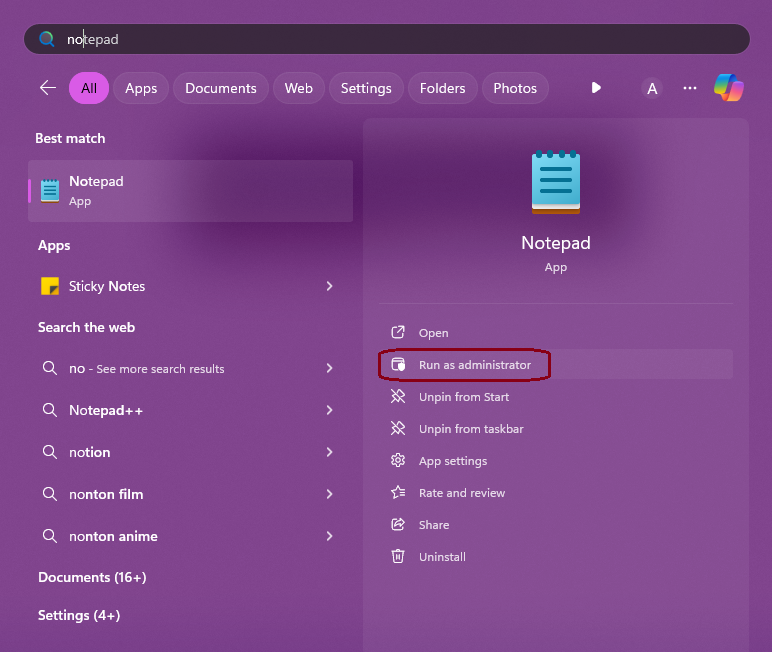 notepad
All Apps Documents Web Settings Folders Photos A ...
Best match
Notepad
App
Apps
Sticky Notes
Search the web
no - See more search results
Notepad++
notion
nonton film
nonton anime
Documents (16+)
Settings (4+)
Notepad
App
Open
Run as administrator
Unpin from Start
Unpin from taskbar
App settings
Rate and review
Share
Uninstall